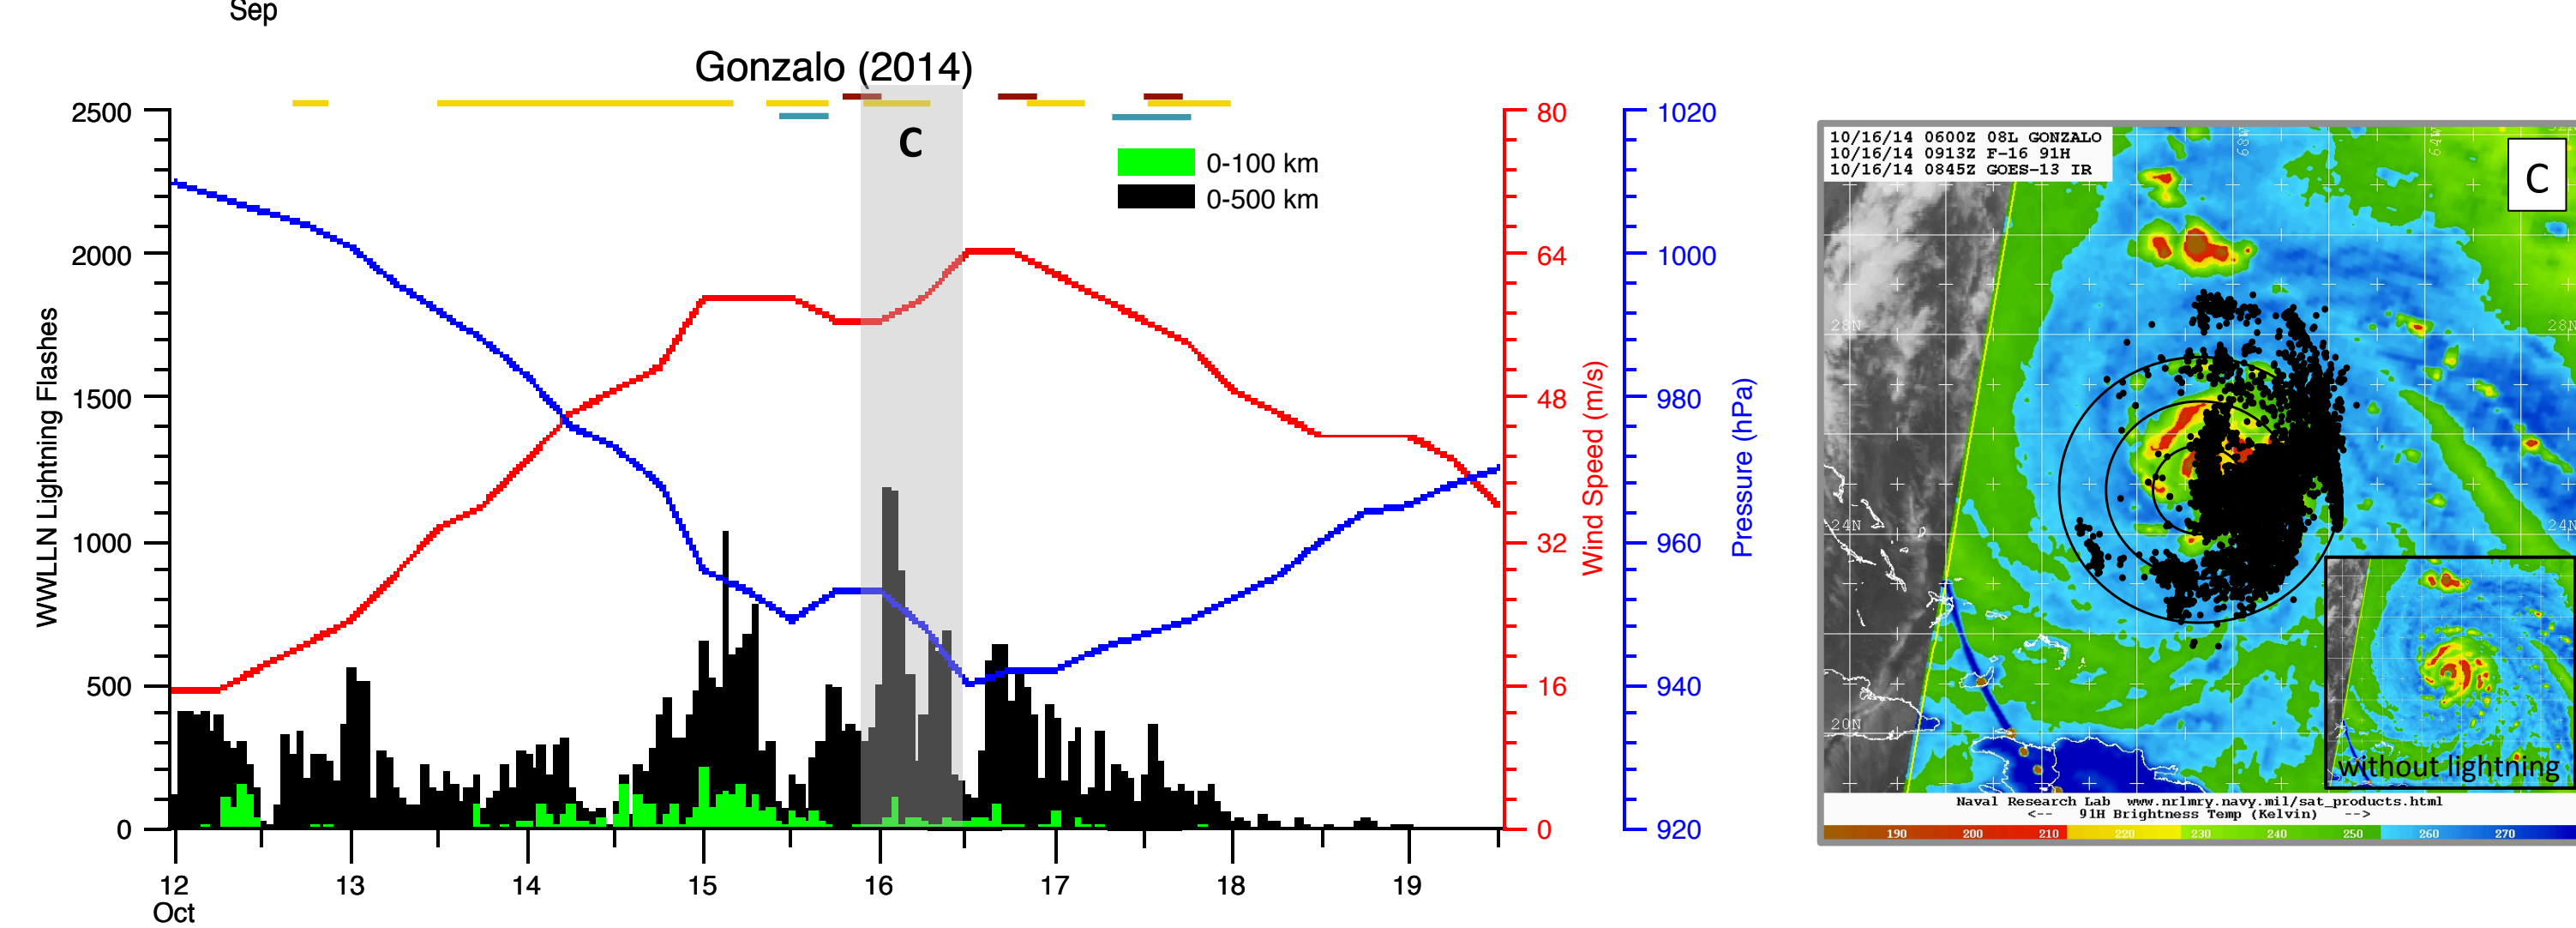 Sep
Gonzalo (2014)
C
0-100 km
0-500 km
2500
2000
1500
1000
500
0
WWLLN Lightning Flashes
80
64
48
32
16
0
Wind Speed (m/s)
1020
1000
980
960
940
920
Pressure (hPa)
12
13
14
15
16
17
18
19
Oct
10/16/14 0600Z 08L GONZALO
10/16/14 0913Z F-16 91H
10/16/14 0845Z GOES-13 IR
C
68W
64W
28N
28N
24N
24N
20N
without lightning
Naval Research Lab www.nrlmry.navy.mil/sat_products.html
<-- 91H Brightness Temp (Kelvin) -->
190 200 210 220 230 240 250 260 270